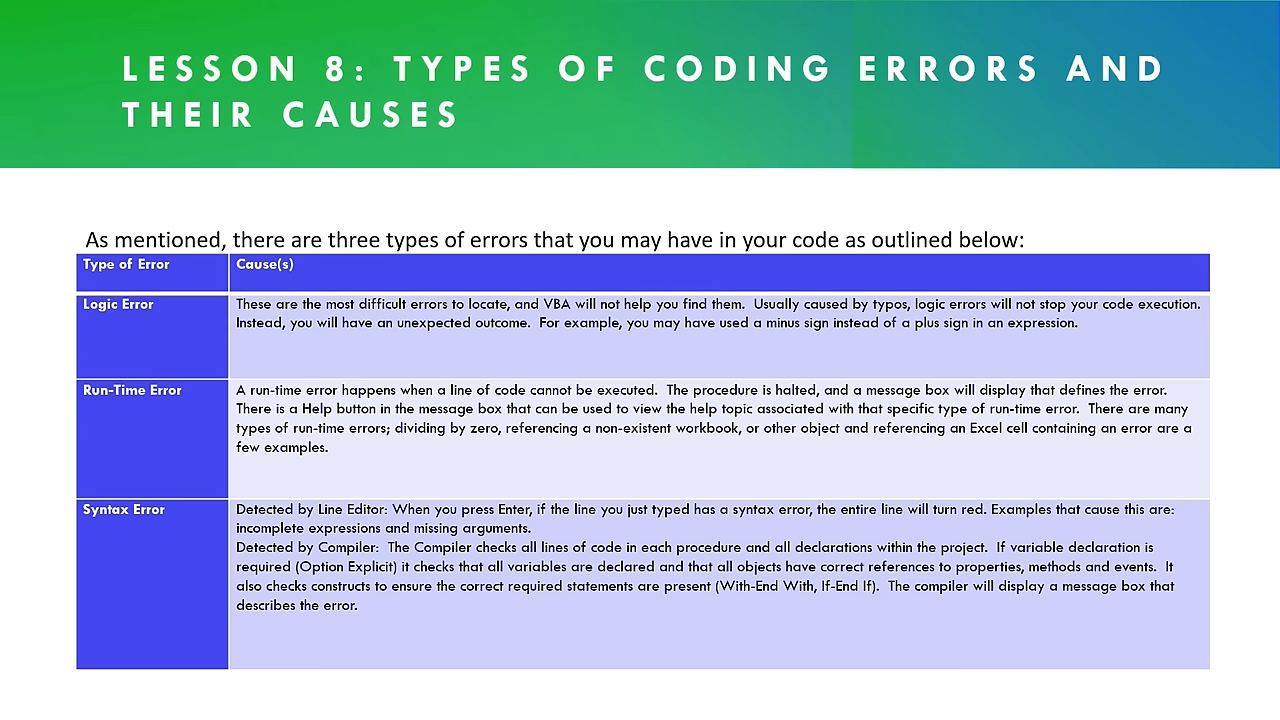 LESSON 8: TYPES OF CODING ERRORS AND
THEIR CAUSES
As mentioned, there are three types of errors that you may have in your code as outlined below:
Type of Error
Cause(s)
Logic Error
These are the most difficult errors to locate, and VBA will not help you find them.  Usually caused by typos, logic errors will not stop your code execution.
Instead, you will have an unexpected outcome.  For example, you may have used a minus sign instead of a plus sign in an expression.
Run-Time Error
A run-time error happens when a line of code cannot be executed.  The procedure is halted, and a message box will display that defines the error.
There is a Help button in the message box that can be used to view the help topic associated with that specific type of run-time error.  There are many
types of run-time errors; dividing by zero, referencing a non-existent workbook, or other object and referencing an Excel cell containing an error are a
few examples.
Syntax Error
Detected by Line Editor: When you press Enter, if the line you just typed has a syntax error, the entire line will turn red. Examples that cause this are:
incomplete expressions and missing arguments.
Detected by Compiler:  The Compiler checks all lines of code in each procedure and all declarations within the project.  If variable declaration is
required (Option Explicit) it checks that all variables are declared and that all objects have correct references to properties, methods and events.  It
also checks constructs to ensure the correct required statements are present (With-End With, If-End If).  The compiler will display a message box that
describes the error.